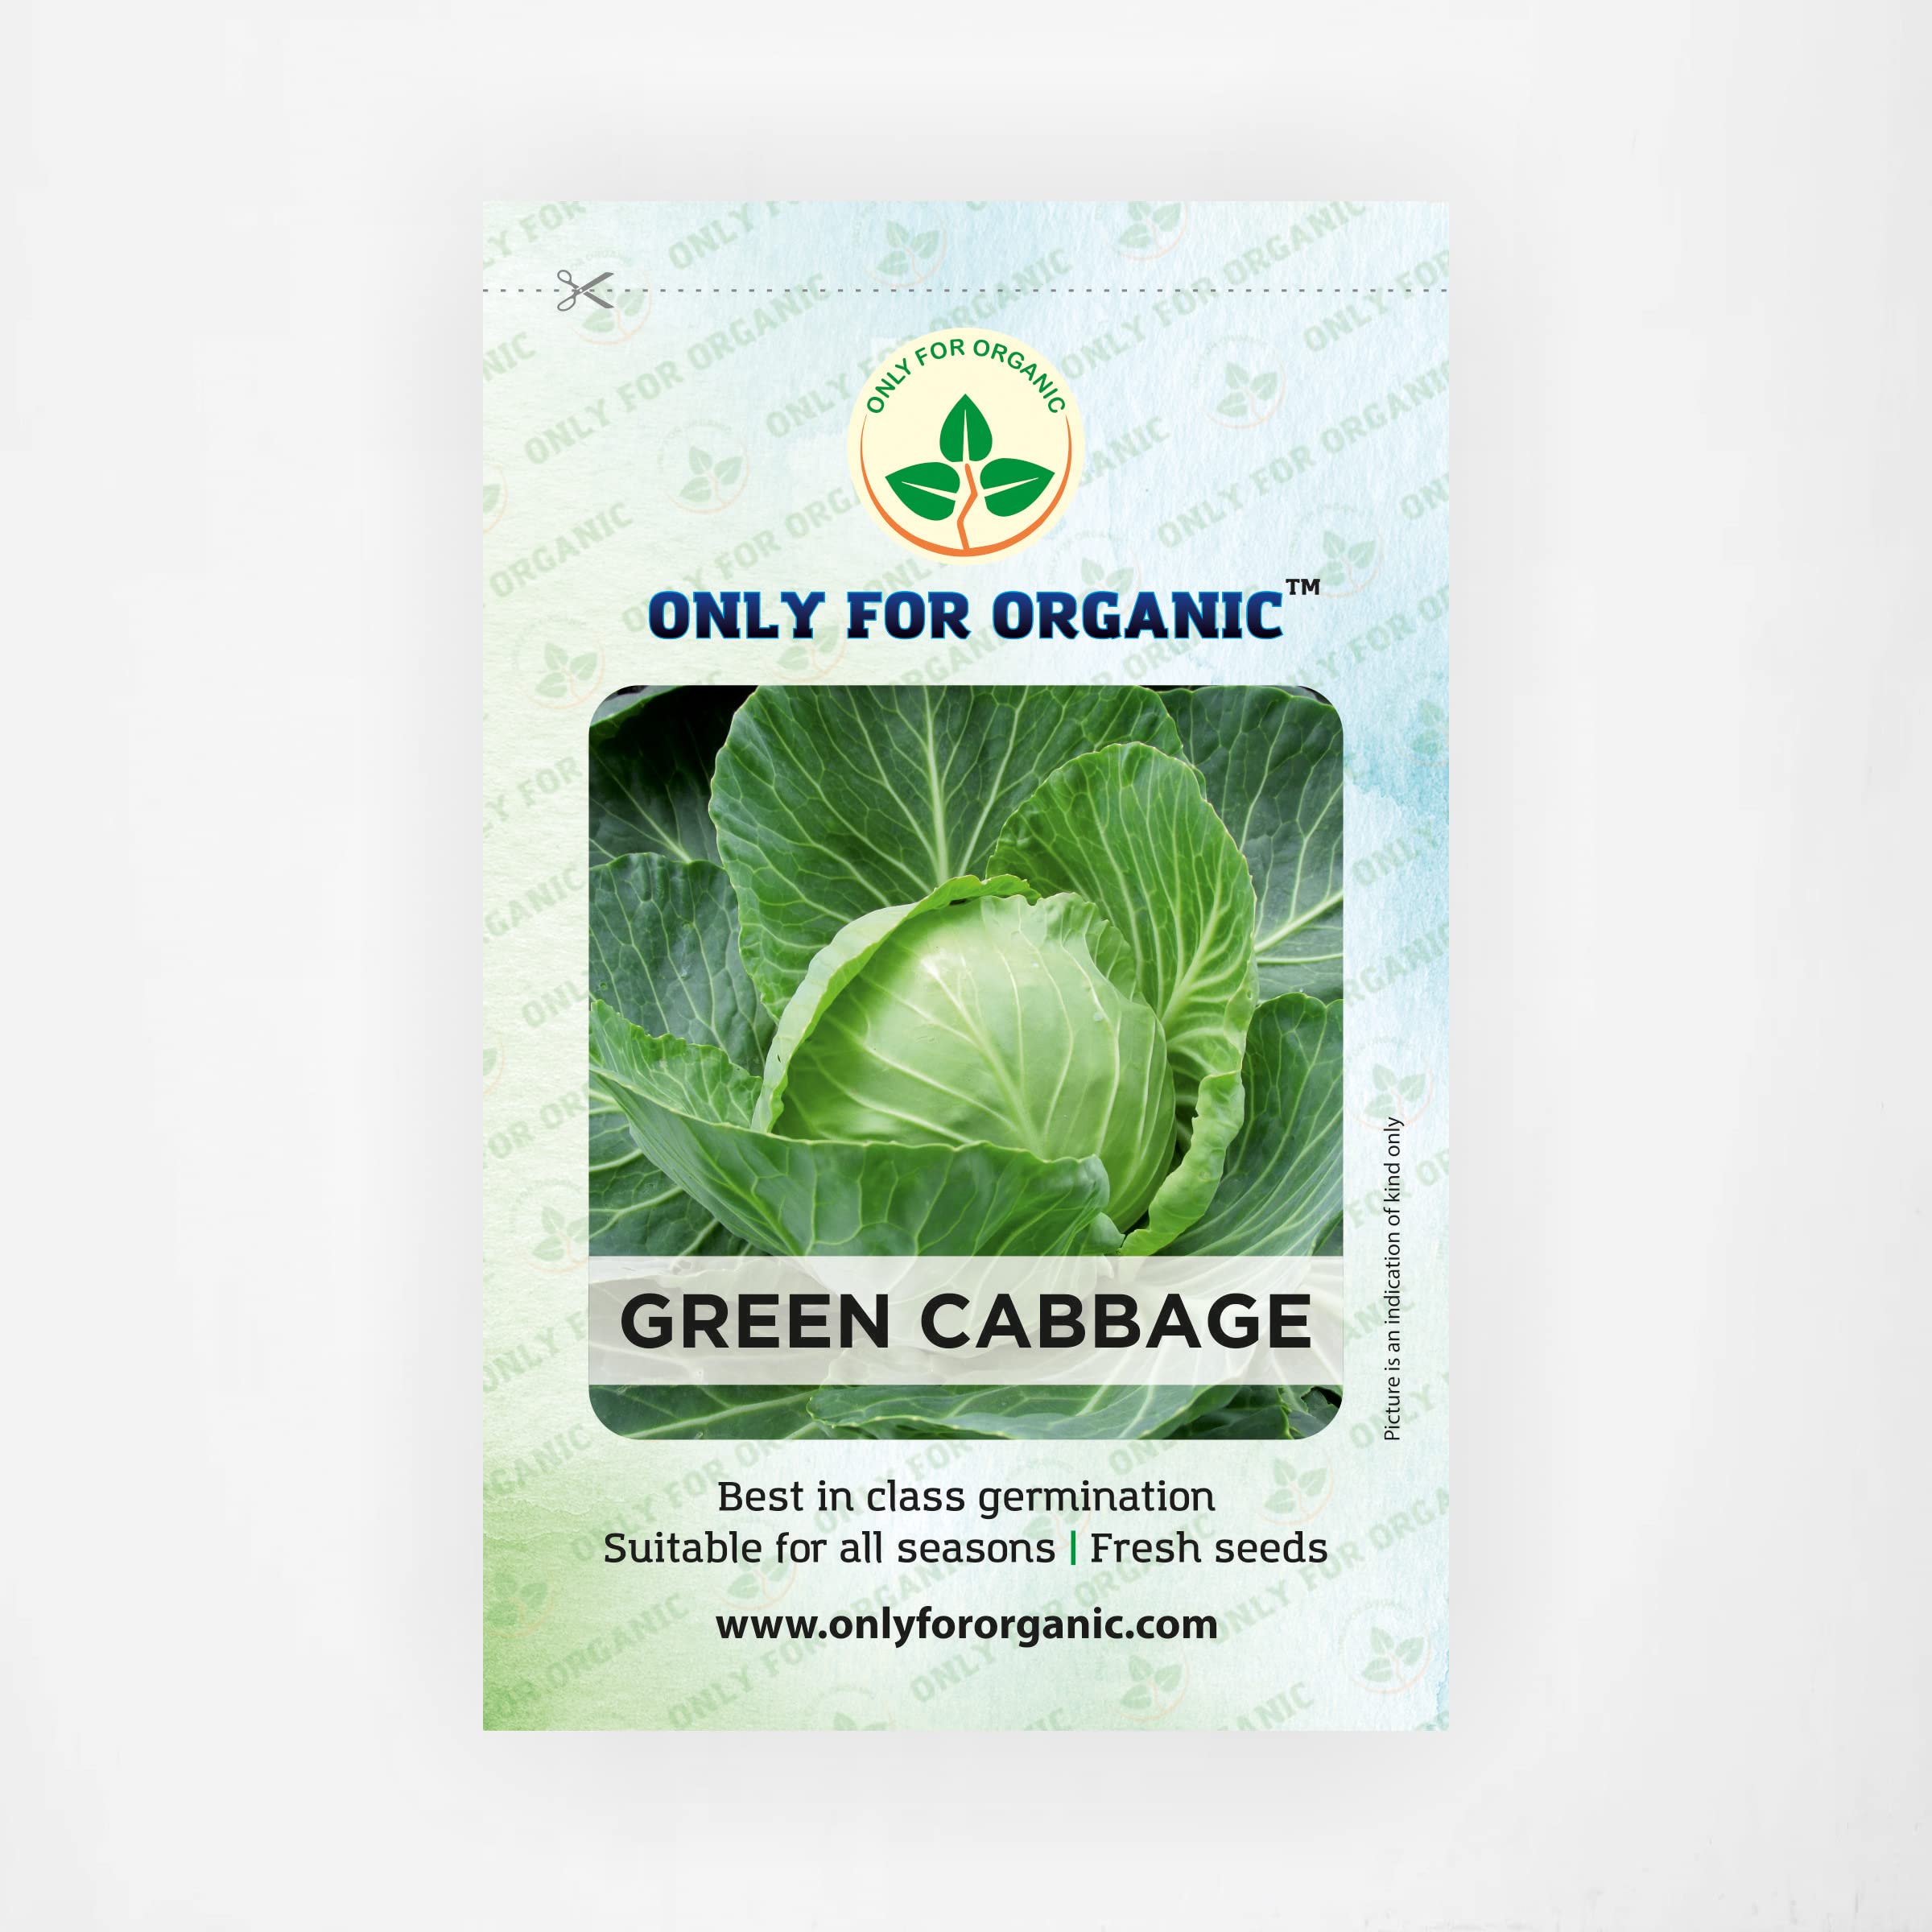 ONLY FOR ORGANIC
ONLY FOR ORGANIC™
GREEN CABBAGE
Picture is an indication of kind only
Best in class germination
Suitable for all seasons | Fresh seeds
www.onlyfororganic.com